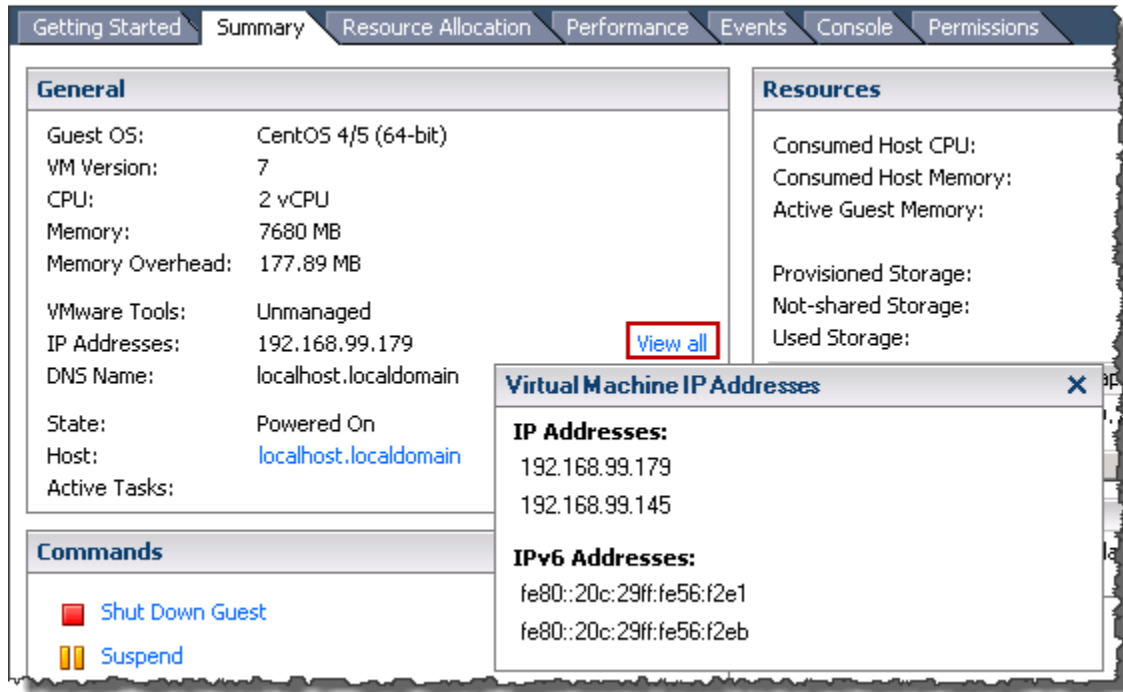 Getting Started Summary Resource Allocation Performance Events Console Permissions
General
Guest OS: CentOS 4/5 (64-bit)
VM Version: 7
CPU: 2 vCPU
Memory: 7680 MB
Memory Overhead: 177.89 MB
VMware Tools: Unmanaged
IP Addresses: 192.168.99.179 View all
DNS Name: localhost.localdomain
State: Powered On
Host: localhost.localdomain
Active Tasks:
Resources
Consumed Host CPU:
Consumed Host Memory:
Active Guest Memory:
Provisioned Storage:
Not-shared Storage:
Used Storage:
Virtual Machine IP Addresses
IP Addresses:
192.168.99.179
192.168.99.145
IPv6 Addresses:
fe80::20c:29ff:fe56:f2e1
fe80::20c:29ff:fe56:f2eb
Commands
Shut Down Guest
Suspend